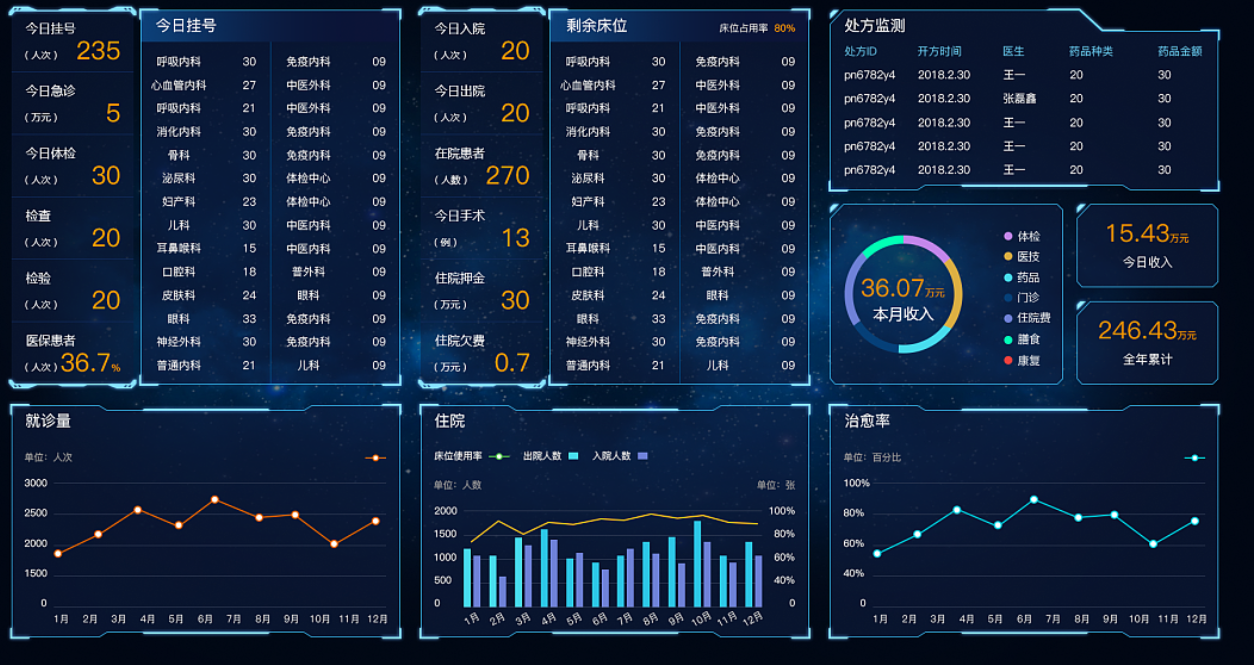 今日挂号
（人次） 235
今日急诊
（万元） 5
今日体检
（人次） 30
检查
（人次） 20
检验
（人次） 20
医保患者
（人次） 36.7%
今日挂号
呼吸内科 30 免疫内科 09
心血管内科 27 中医外科 09
呼吸内科 21 中医外科 09
消化内科 30 免疫内科 09
骨科 30 免疫内科 09
泌尿科 30 体检中心 09
妇产科 23 体检中心 09
儿科 30 中医内科 09
耳鼻喉科 15 中医内科 09
口腔科 18 普外科 09
皮肤科 24 眼科 09
眼科 33 免疫内科 09
神经外科 30 免疫内科 09
普通内科 21 儿科 09
今日入院
（人次） 20
今日出院
（人次） 20
在院患者
（人数） 270
今日手术
（例） 13
住院押金
（万元） 30
住院欠费
（万元） 0.7
剩余床位 床位占用率 80%
呼吸内科 30 免疫内科 09
心血管内科 27 中医外科 09
呼吸内科 21 中医外科 09
消化内科 30 免疫内科 09
骨科 30 免疫内科 09
泌尿科 30 体检中心 09
妇产科 23 体检中心 09
儿科 30 中医内科 09
耳鼻喉科 15 中医内科 09
口腔科 18 普外科 09
皮肤科 24 眼科 09
眼科 33 免疫内科 09
神经外科 30 免疫内科 09
普通内科 21 儿科 09
处方监测
处方ID 开方时间 医生 药品种类 药品金额
pn6782y4 2018.2.30 王一 20 30
pn6782y4 2018.2.30 张磊鑫 20 30
pn6782y4 2018.2.30 王一 20 30
pn6782y4 2018.2.30 王一 20 30
pn6782y4 2018.2.30 王一 20 30
36.07万元
本月收入
体检
医技
药品
门诊
住院费
膳食
康复
15.43万元
今日收入
246.43万元
全年累计
就诊量
单位：人次
3000
2500
2000
1500
0
1月 2月 3月 4月 5月 6月 7月 8月 9月 10月 11月 12月
住院
床位使用率 出院人数 入院人数
单位：人数 单位：张
2000 100%
1500 80%
1000 60%
500 40%
0 0
1月 2月 3月 4月 5月 6月 7月 8月 9月 10月 11月 12月
治愈率
单位：百分比
100%
80%
60%
40%
0
1月 2月 3月 4月 5月 6月 7月 8月 9月 10月 11月 12月